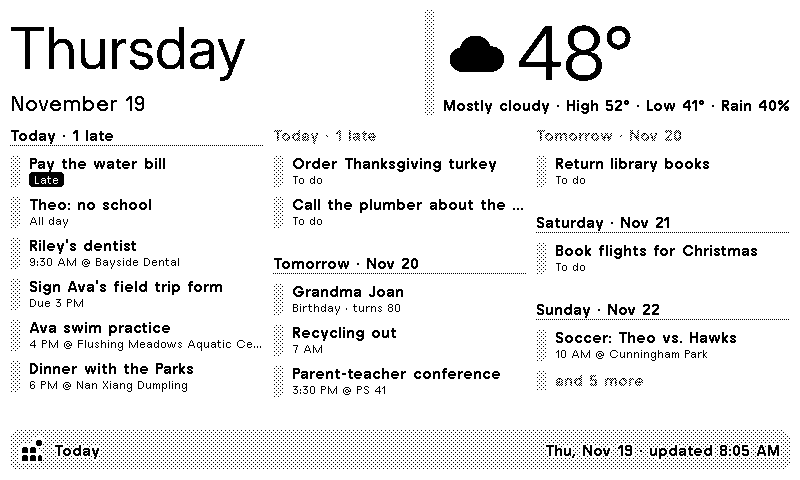 Thursday
November 19
48°
Mostly cloudy · High 52° · Low 41° · Rain 40%
Today · 1 late
Pay the water bill
Late
Theo: no school
All day
Riley's dentist
9:30 AM @ Bayside Dental
Sign Ava's field trip form
Due 3 PM
Ava swim practice
4 PM @ Flushing Meadows Aquatic Ce...
Dinner with the Parks
6 PM @ Nan Xiang Dumpling
Today · 1 late
Order Thanksgiving turkey
To do
Call the plumber about the ...
To do
Tomorrow · Nov 20
Grandma Joan
Birthday · turns 80
Recycling out
7 AM
Parent-teacher conference
3:30 PM @ PS 41
Tomorrow · Nov 20
Return library books
To do
Saturday · Nov 21
Book flights for Christmas
To do
Sunday · Nov 22
Soccer: Theo vs. Hawks
10 AM @ Cunningham Park
and 5 more
Today
Thu, Nov 19 · updated 8:05 AM